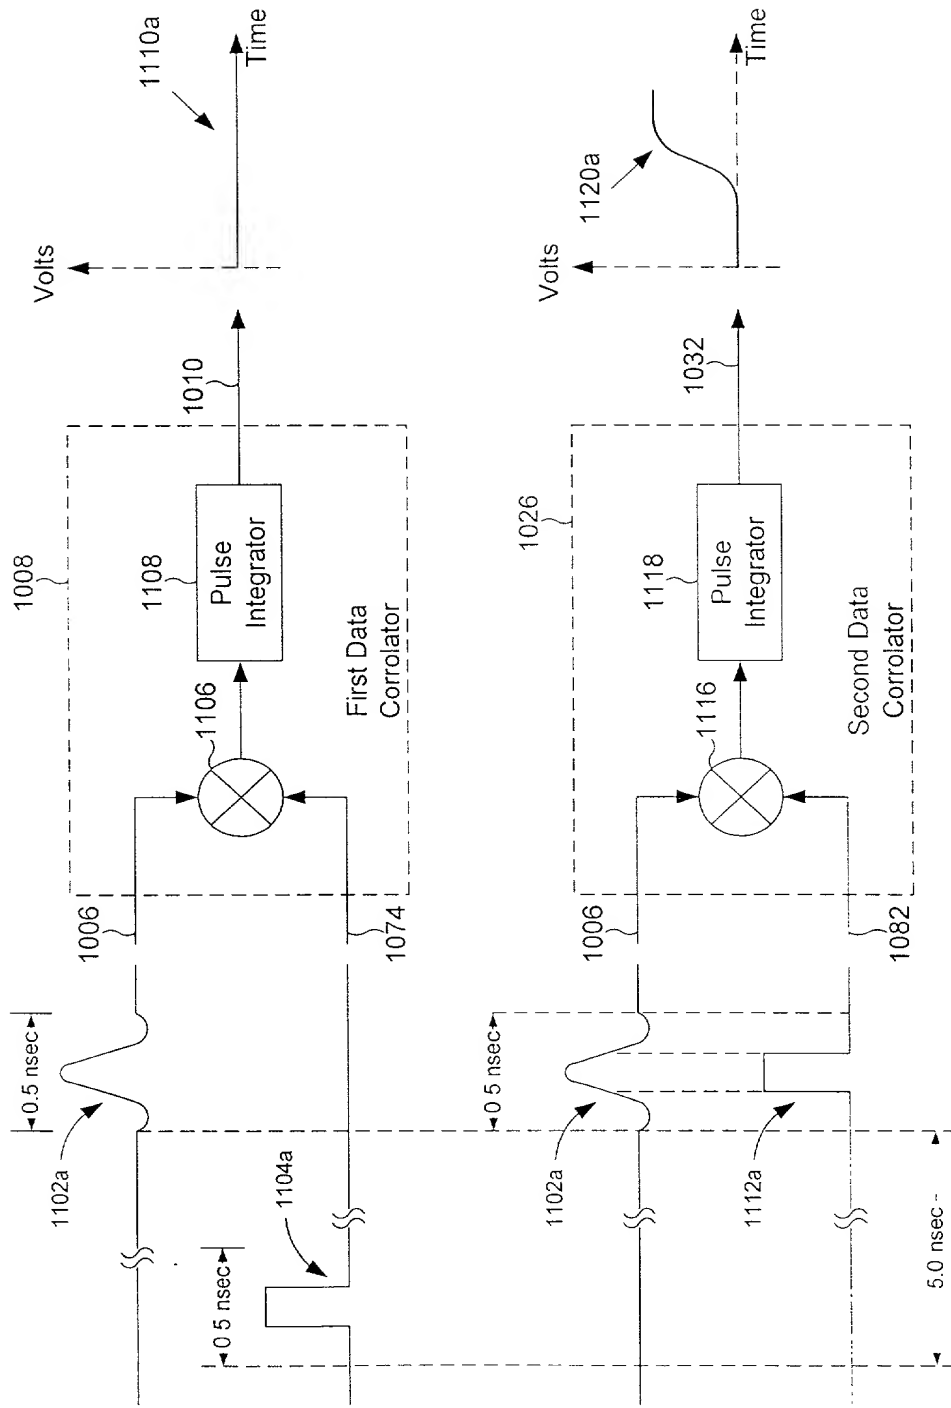 1102a
0.5 nsec
1006
1008
1106
1108
Pulse
Integrator
First Data
Corrolator
1010
Volts
1110a
Time
0 5 nsec
1104a
1074
1102a
0 5 nsec
1006
1026
1116
1118
Pulse
Integrator
Second Data
Corrolator
1032
Volts
1120a
Time
1112a
1082
5.0 nsec